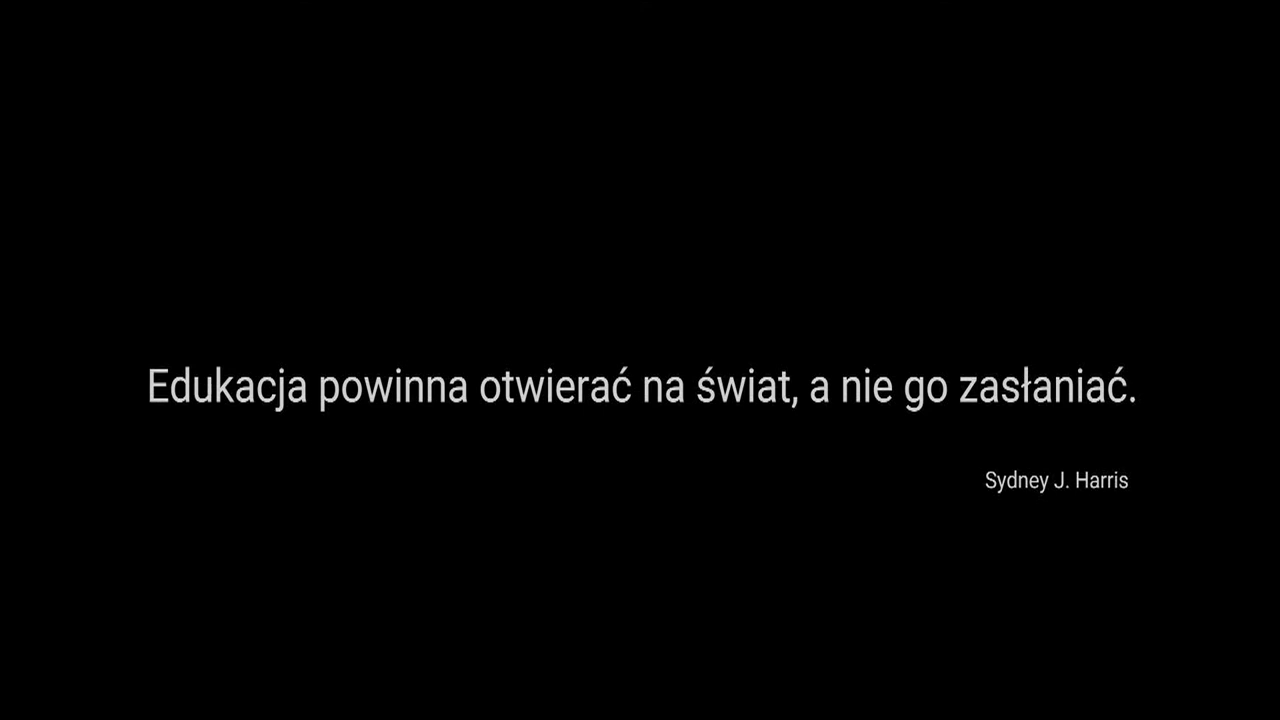 Edukacja powinna otwierać na świat, a nie go zasłaniać.
Sydney J. Harris